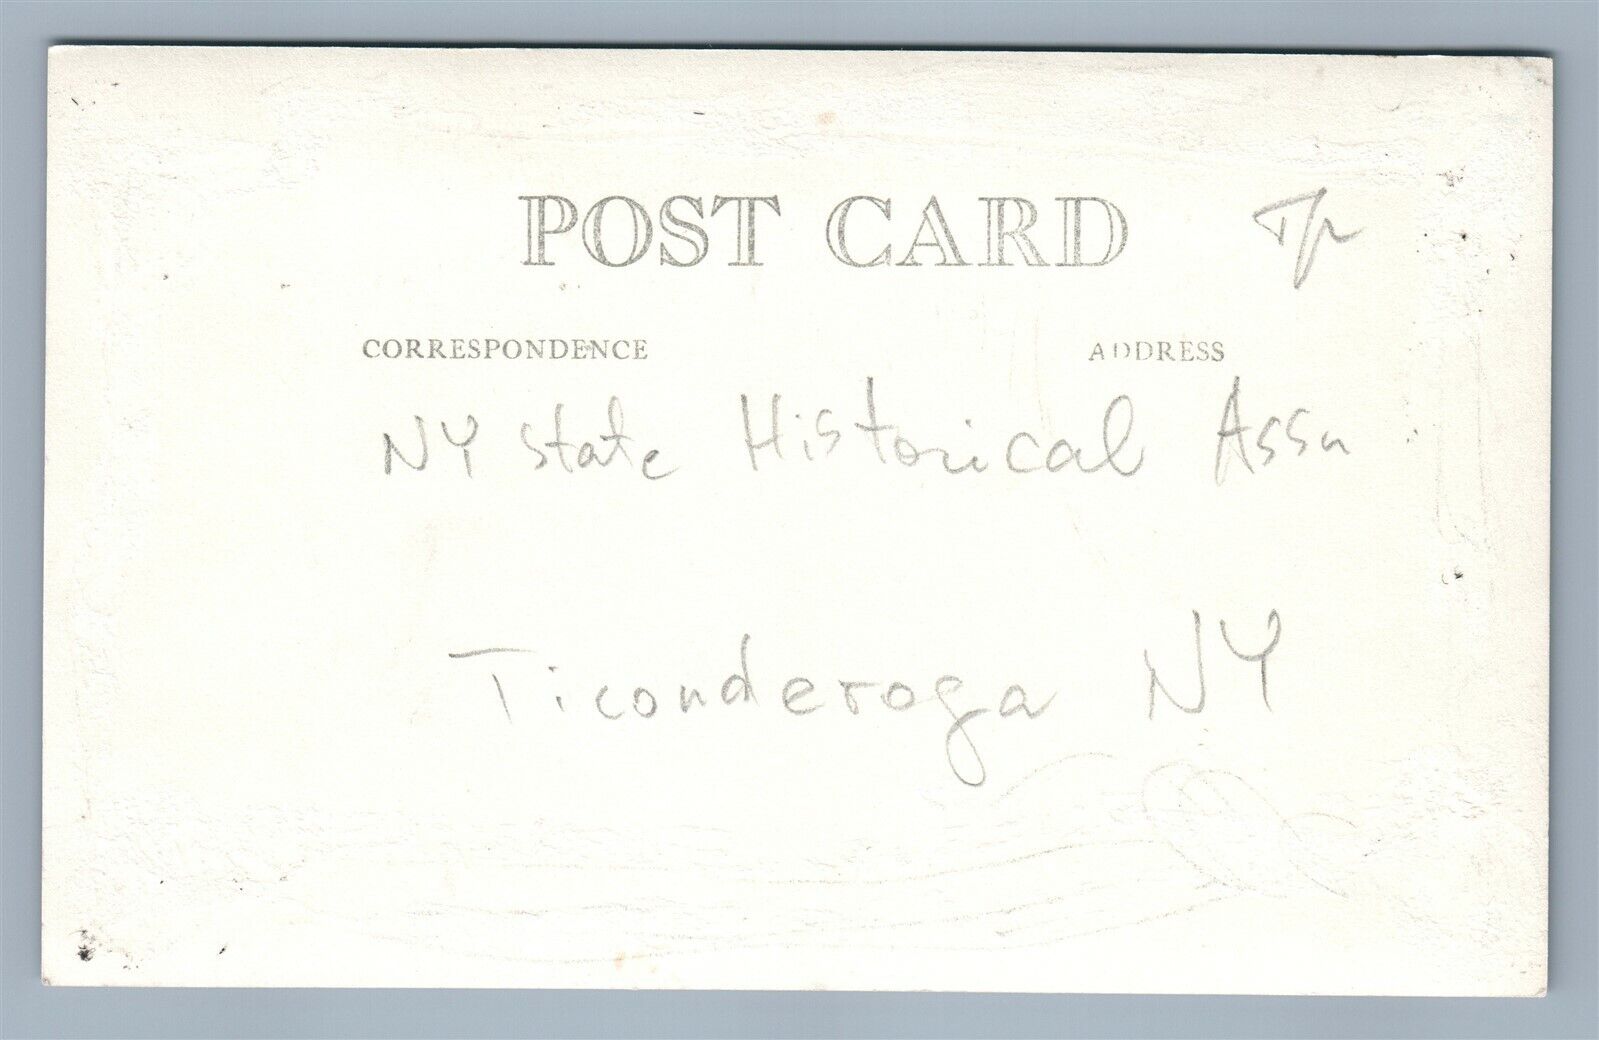 POST CARD
CORRESPONDENCE ADDRESS
NY State Historical Assn
Ticonderoga NY